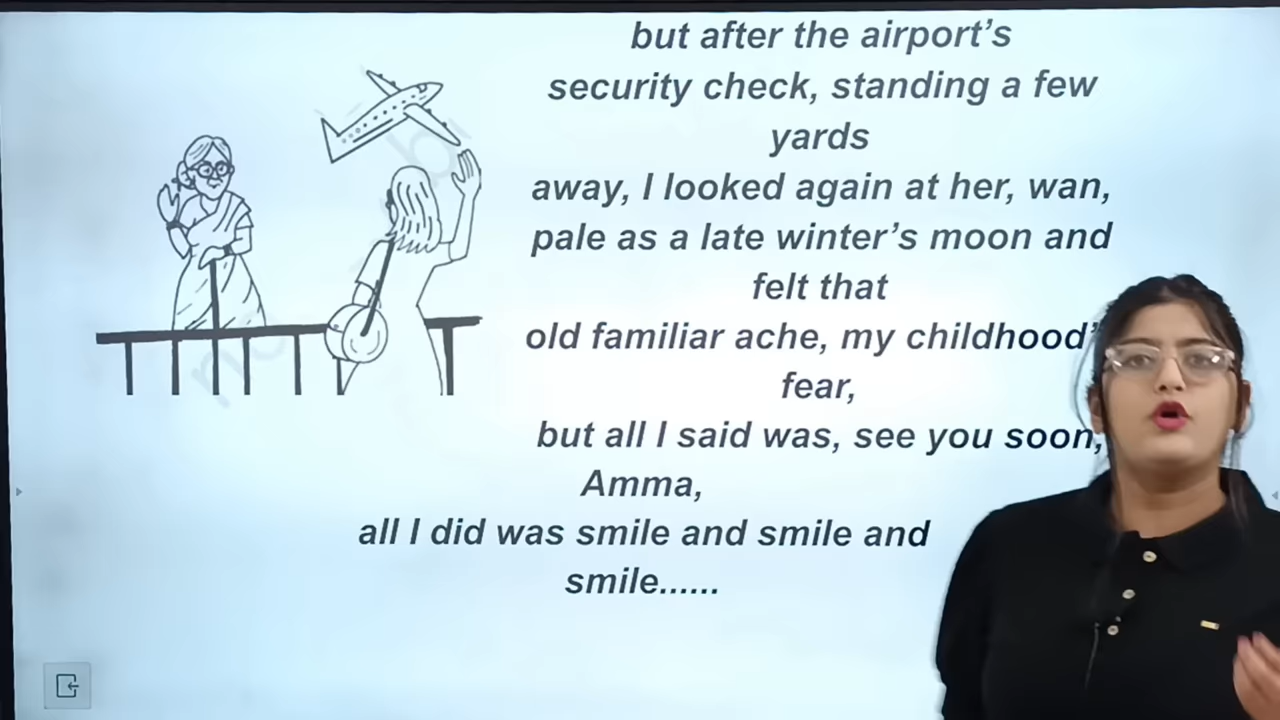 but after the airport's
security check, standing a few
yards
away, I looked again at her, wan,
pale as a late winter's moon and
felt that
old familiar ache, my childhood'
fear,
but all I said was, see you soon,
Amma,
all I did was smile and smile and
smile......